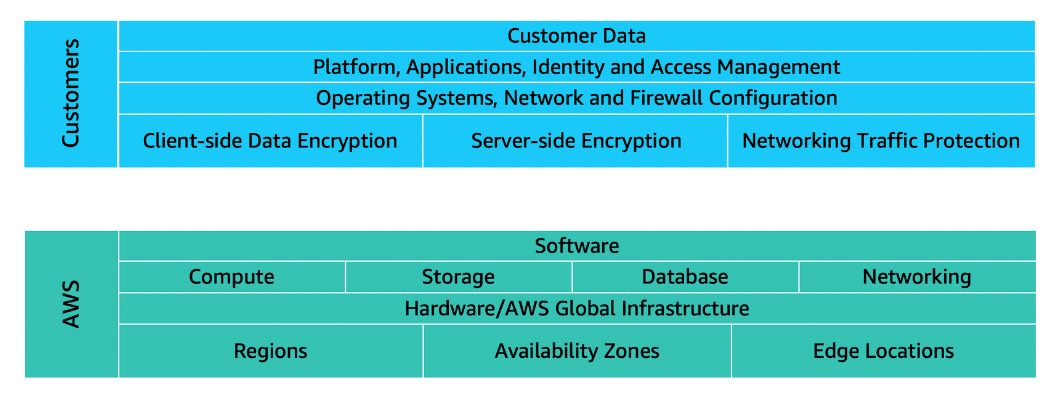 Customers
Customer Data
Platform, Applications, Identity and Access Management
Operating Systems, Network and Firewall Configuration
Client-side Data Encryption
Server-side Encryption
Networking Traffic Protection
AWS
Software
Compute
Storage
Database
Networking
Hardware/AWS Global Infrastructure
Regions
Availability Zones
Edge Locations